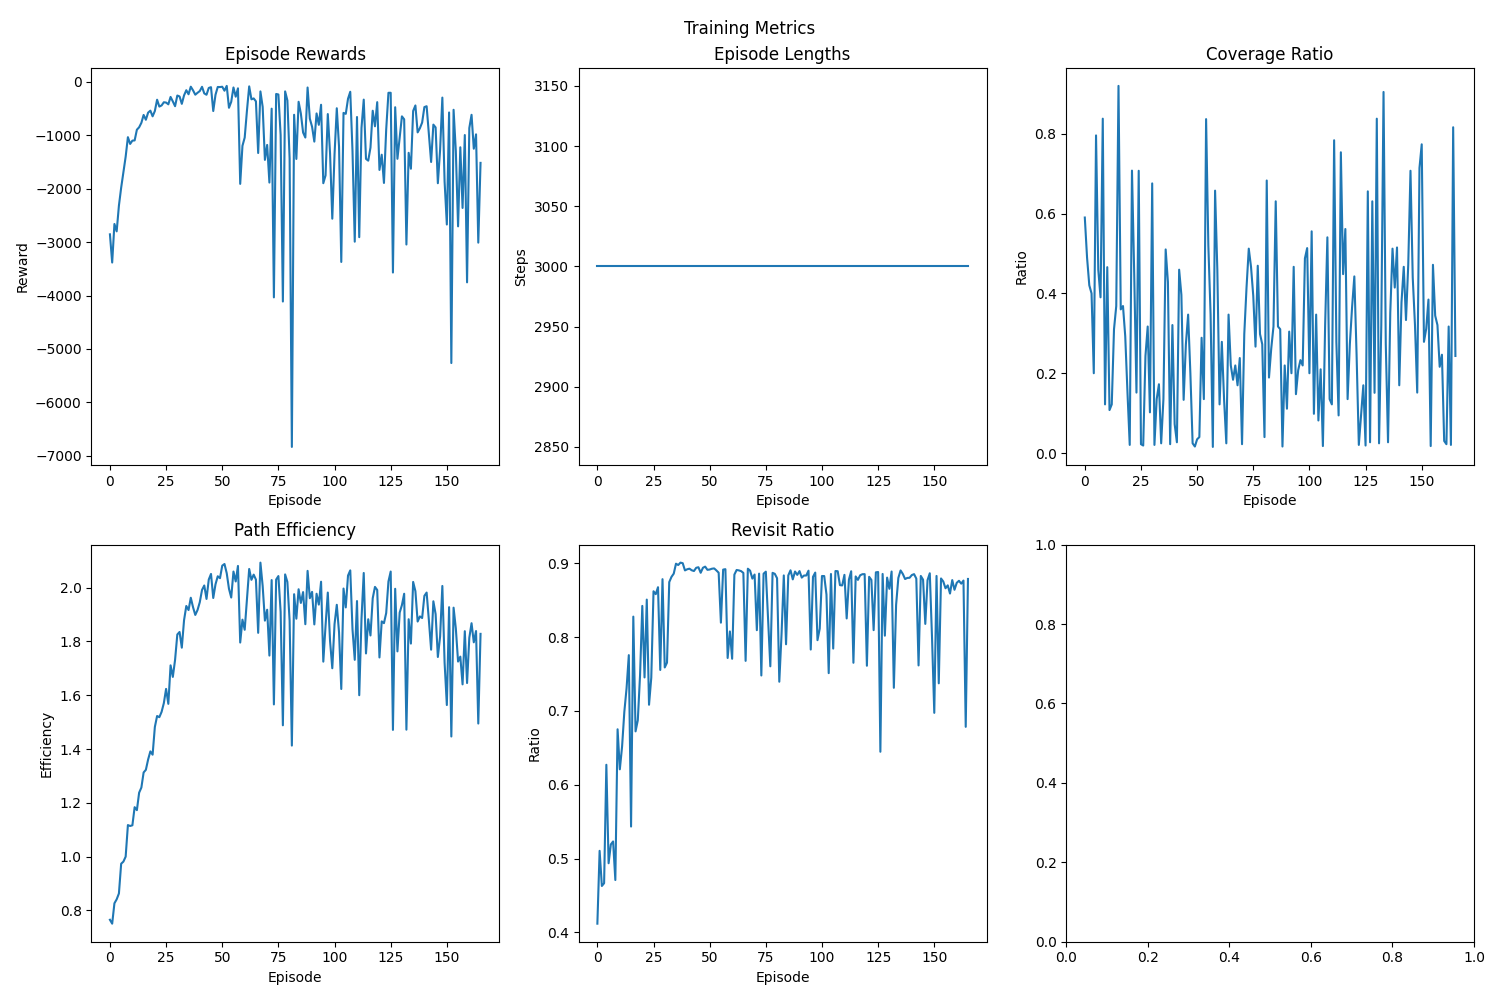 Training Metrics
Episode Rewards
0
−1000
−2000
−3000
−4000
−5000
−6000
−7000
Reward
0 25 50 75 100 125 150
Episode
Episode Lengths
3150
3100
3050
3000
2950
2900
2850
Steps
0 25 50 75 100 125 150
Episode
Coverage Ratio
0.8
0.6
0.4
0.2
0.0
Ratio
0 25 50 75 100 125 150
Episode
Path Efficiency
2.0
1.8
1.6
1.4
1.2
1.0
0.8
Efficiency
0 25 50 75 100 125 150
Episode
Revisit Ratio
0.9
0.8
0.7
0.6
0.5
0.4
Ratio
0 25 50 75 100 125 150
Episode
1.0
0.8
0.6
0.4
0.2
0.0
0.0 0.2 0.4 0.6 0.8 1.0